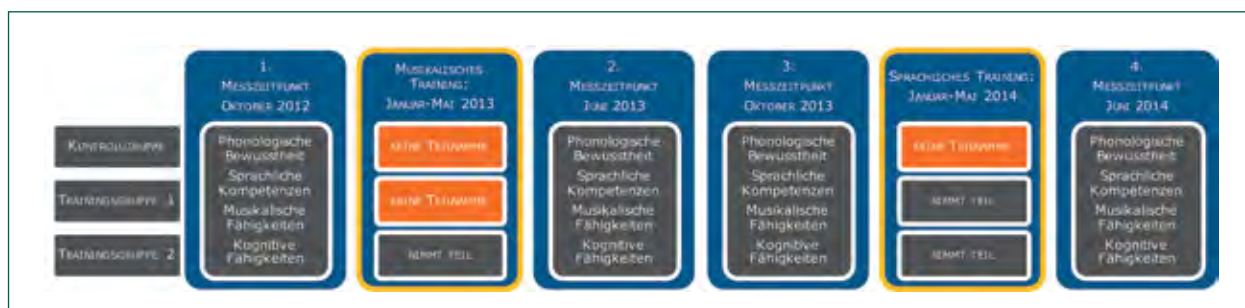 1.
MESSZEITPUNKT
OKTOBER 2012
MUSIKALISCHES
TRAINING:
JANUAR-MAI 2013
2.
MESSZEITPUNKT
JUNI 2013
3.
MESSZEITPUNKT
OKTOBER 2013
SPRACHLICHES TRAINING:
JANUAR-MAI 2014
4.
MESSZEITPUNKT
JUNI 2014
KONTROLLGRUPPE
TRAININGSGRUPPE 1
TRAININGSGRUPPE 2
Phonologische
Bewusstheit
Sprachliche
Kompetenzen
Musikalische
Fähigkeiten
Kognitive
Fähigkeiten
KEINE TEILNAHME
KEINE TEILNAHME
NIMMT TEIL
Phonologische
Bewusstheit
Sprachliche
Kompetenzen
Musikalische
Fähigkeiten
Kognitive
Fähigkeiten
Phonologische
Bewusstheit
Sprachliche
Kompetenzen
Musikalische
Fähigkeiten
Kognitive
Fähigkeiten
KEINE TEILNAHME
NIMMT TEIL
NIMMT TEIL
Phonologische
Bewusstheit
Sprachliche
Kompetenzen
Musikalische
Fähigkeiten
Kognitive
Fähigkeiten